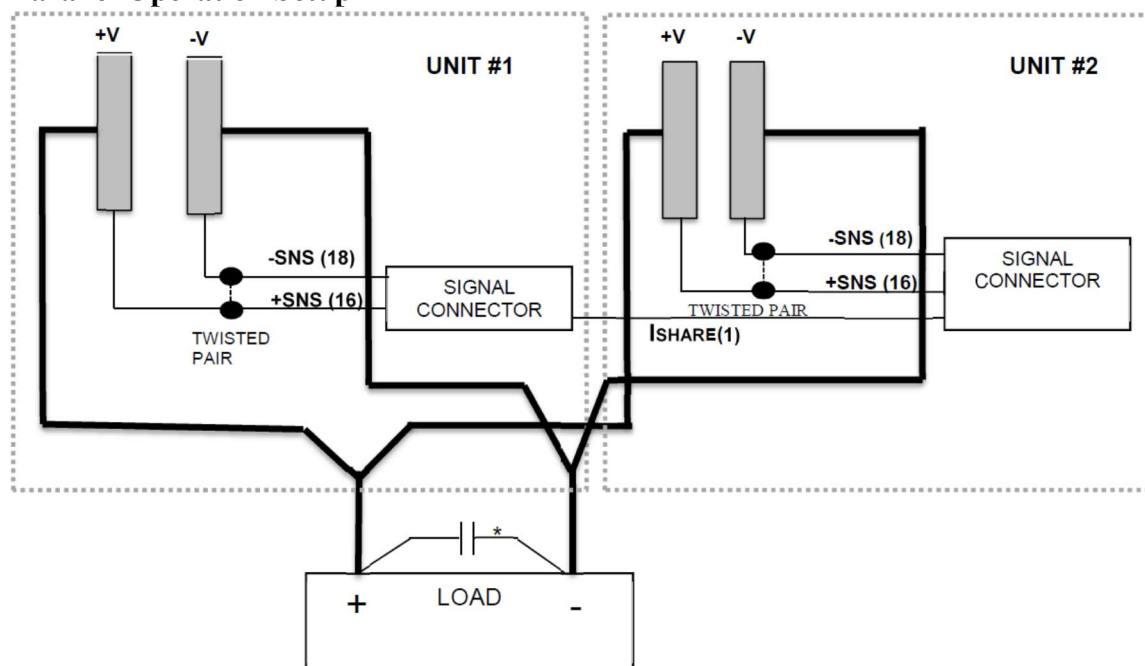 +V
-V
UNIT #1
-SNS (18)
+SNS (16)
SIGNAL
CONNECTOR
TWISTED
PAIR
+V
-V
UNIT #2
-SNS (18)
+SNS (16)
SIGNAL
CONNECTOR
TWISTED PAIR
ISHARE(1)
*
+ LOAD -